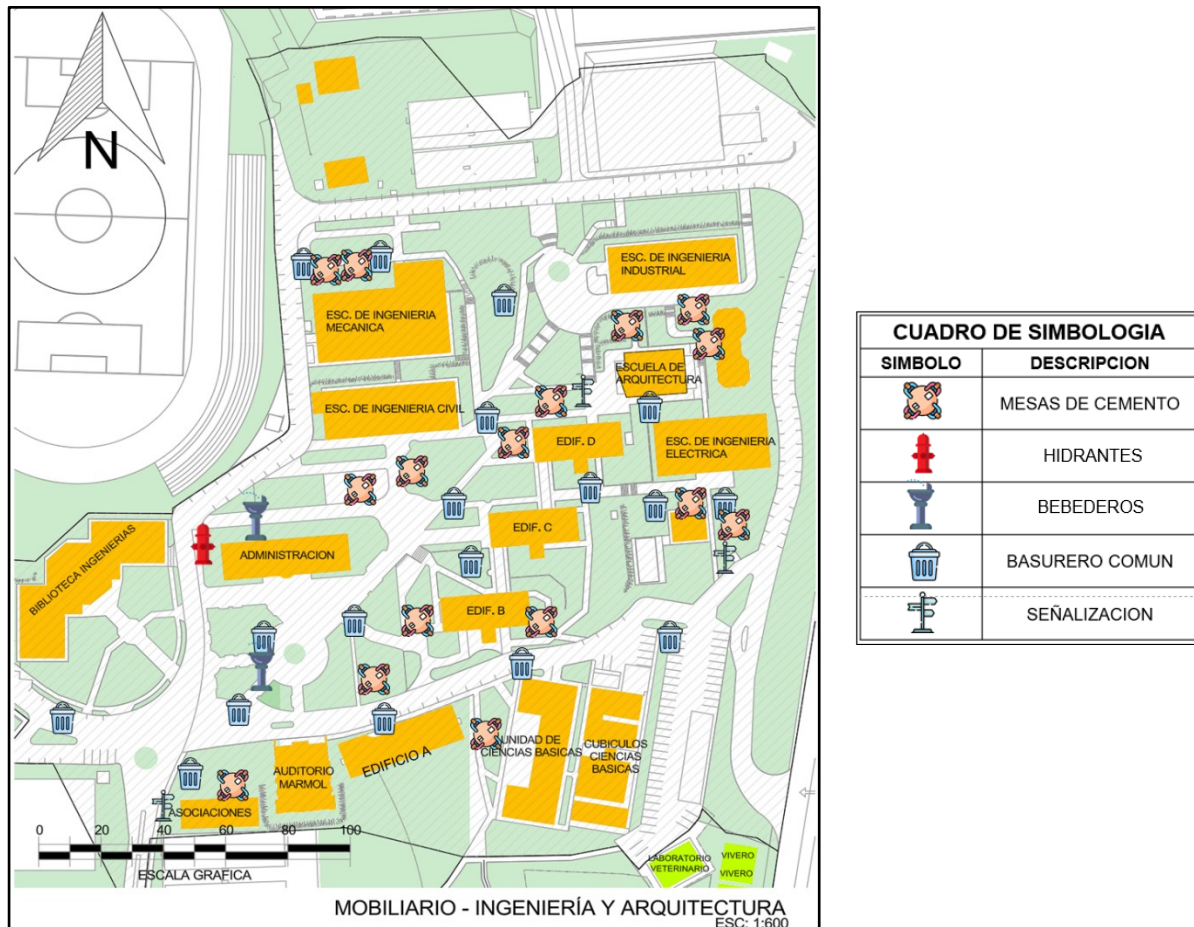 N
ESC. DE INGENIERIA
INDUSTRIAL
ESC. DE INGENIERIA
MECANICA
ESCUELA DE
ARQUITECTURA
ESC. DE INGENIERIA CIVIL
EDIF. D
ESC. DE INGENIERIA
ELECTRICA
EDIF. C
ADMINISTRACION
BIBLIOTECA INGENIERIAS
EDIF. B
UNIDAD DE
CIENCIAS BASICAS
CUBICULOS
CIENCIAS
BASICAS
EDIFICIO A
AUDITORIO
MARMOL
ASOCIACIONES
0 20 40 60 80 100
ESCALA GRAFICA
LABORATORIO
VETERINARIO
VIVERO
VIVERO
MOBILIARIO - INGENIERÍA Y ARQUITECTURA
ESC: 1:600
CUADRO DE SIMBOLOGIA
SIMBOLO DESCRIPCION
MESAS DE CEMENTO
HIDRANTES
BEBEDEROS
BASURERO COMUN
SEÑALIZACION